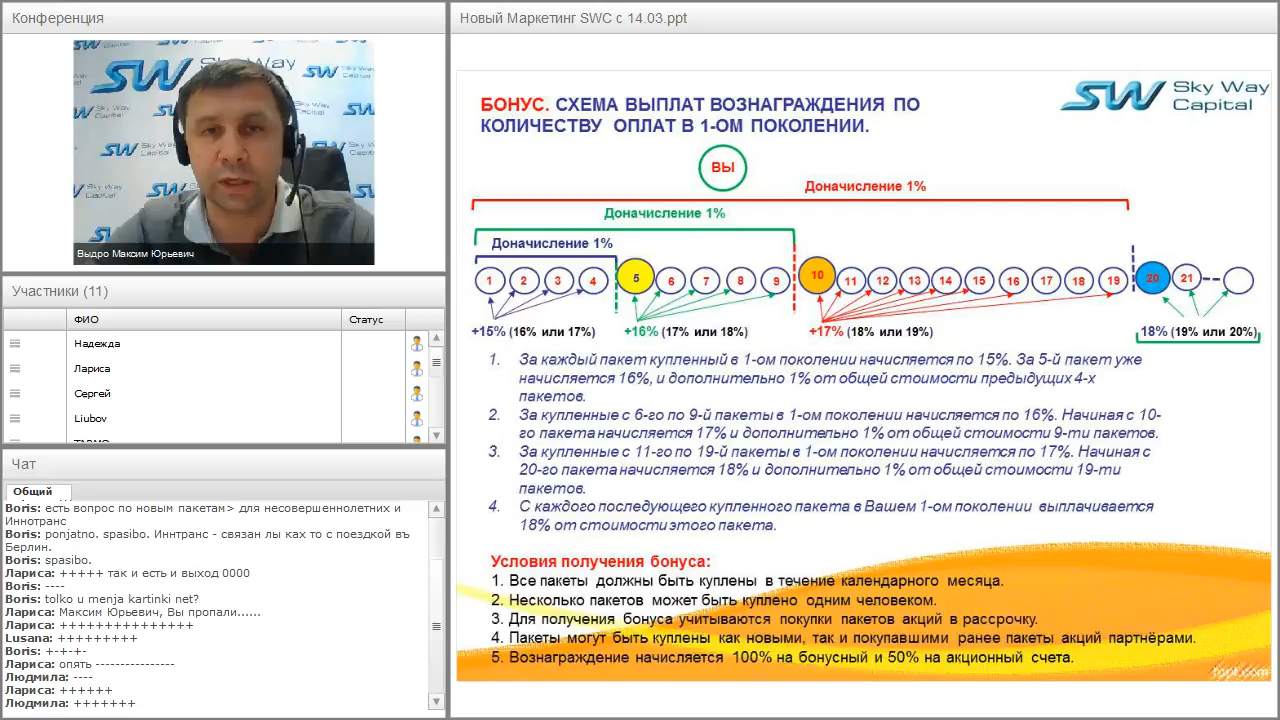 Конференция
SW Sky Way Capital
Sky Way Capital
SW
Выдро Максим Юрьевич
Участники (11)
ФИО
Статус
Надежда
Лариса
Сергей
Liubov
Чат
Общий
Boris: есть вопрос по новым пакетам> для несовершеннолетних и
Иннотранс
Boris: ponjatno. spasibo. Иннтранс - связан лы как то с поездкой въ
Берлин.
Boris: spasibo.
Лариса: +++++ так и есть и выход 0000
Boris: ---
Boris: tolko u menja kartinki net?
Лариса: Максим Юрьевич, Вы пропали......
Лариса: +++++++++++++++
Lusana: +++++++++
Boris: +-+-+-
Лариса: опять ----------------
Людмила: ----
Лариса: ++++++
Людмила: +++++++
Новый Маркетинг SWC с 14.03.ppt
SW Sky Way
Capital
БОНУС. СХЕМА ВЫПЛАТ ВОЗНАГРАЖДЕНИЯ ПО
КОЛИЧЕСТВУ ОПЛАТ В 1-ОМ ПОКОЛЕНИИ.
ВЫ
Доначисление 1%
Доначисление 1%
Доначисление 1%
1 2 3 4 5 6 7 8 9 10 11 12 13 14 15 16 17 18 19 20 21
+15% (16% или 17%) +16% (17% или 18%) +17% (18% или 19%) 18% (19% или 20%)
1. За каждый пакет купленный в 1-ом поколении начисляется по 15%. За 5-й пакет уже
начисляется 16%, и дополнительно 1% от общей стоимости предыдущих 4-х
пакетов.
2. За купленные с 6-го по 9-й пакеты в 1-ом поколении начисляется по 16%. Начиная с 10-
го пакета начисляется 17% и дополнительно 1% от общей стоимости 9-ти пакетов.
3. За купленные с 11-го по 19-й пакеты в 1-ом поколении начисляется по 17%. Начиная с
20-го пакета начисляется 18% и дополнительно 1% от общей стоимости 19-ти
пакетов.
4. С каждого последующего купленного пакета в Вашем 1-ом поколении выплачивается
18% от стоимости этого пакета.
Условия получения бонуса:
1. Все пакеты должны быть куплены в течение календарного месяца.
2. Несколько пакетов может быть куплено одним человеком.
3. Для получения бонуса учитываются покупки пакетов акций в рассрочку.
4. Пакеты могут быть куплены как новыми, так и покупавшими ранее пакеты акций партнёрами.
5. Вознаграждение начисляется 100% на бонусный и 50% на акционный счета.
fppt.com